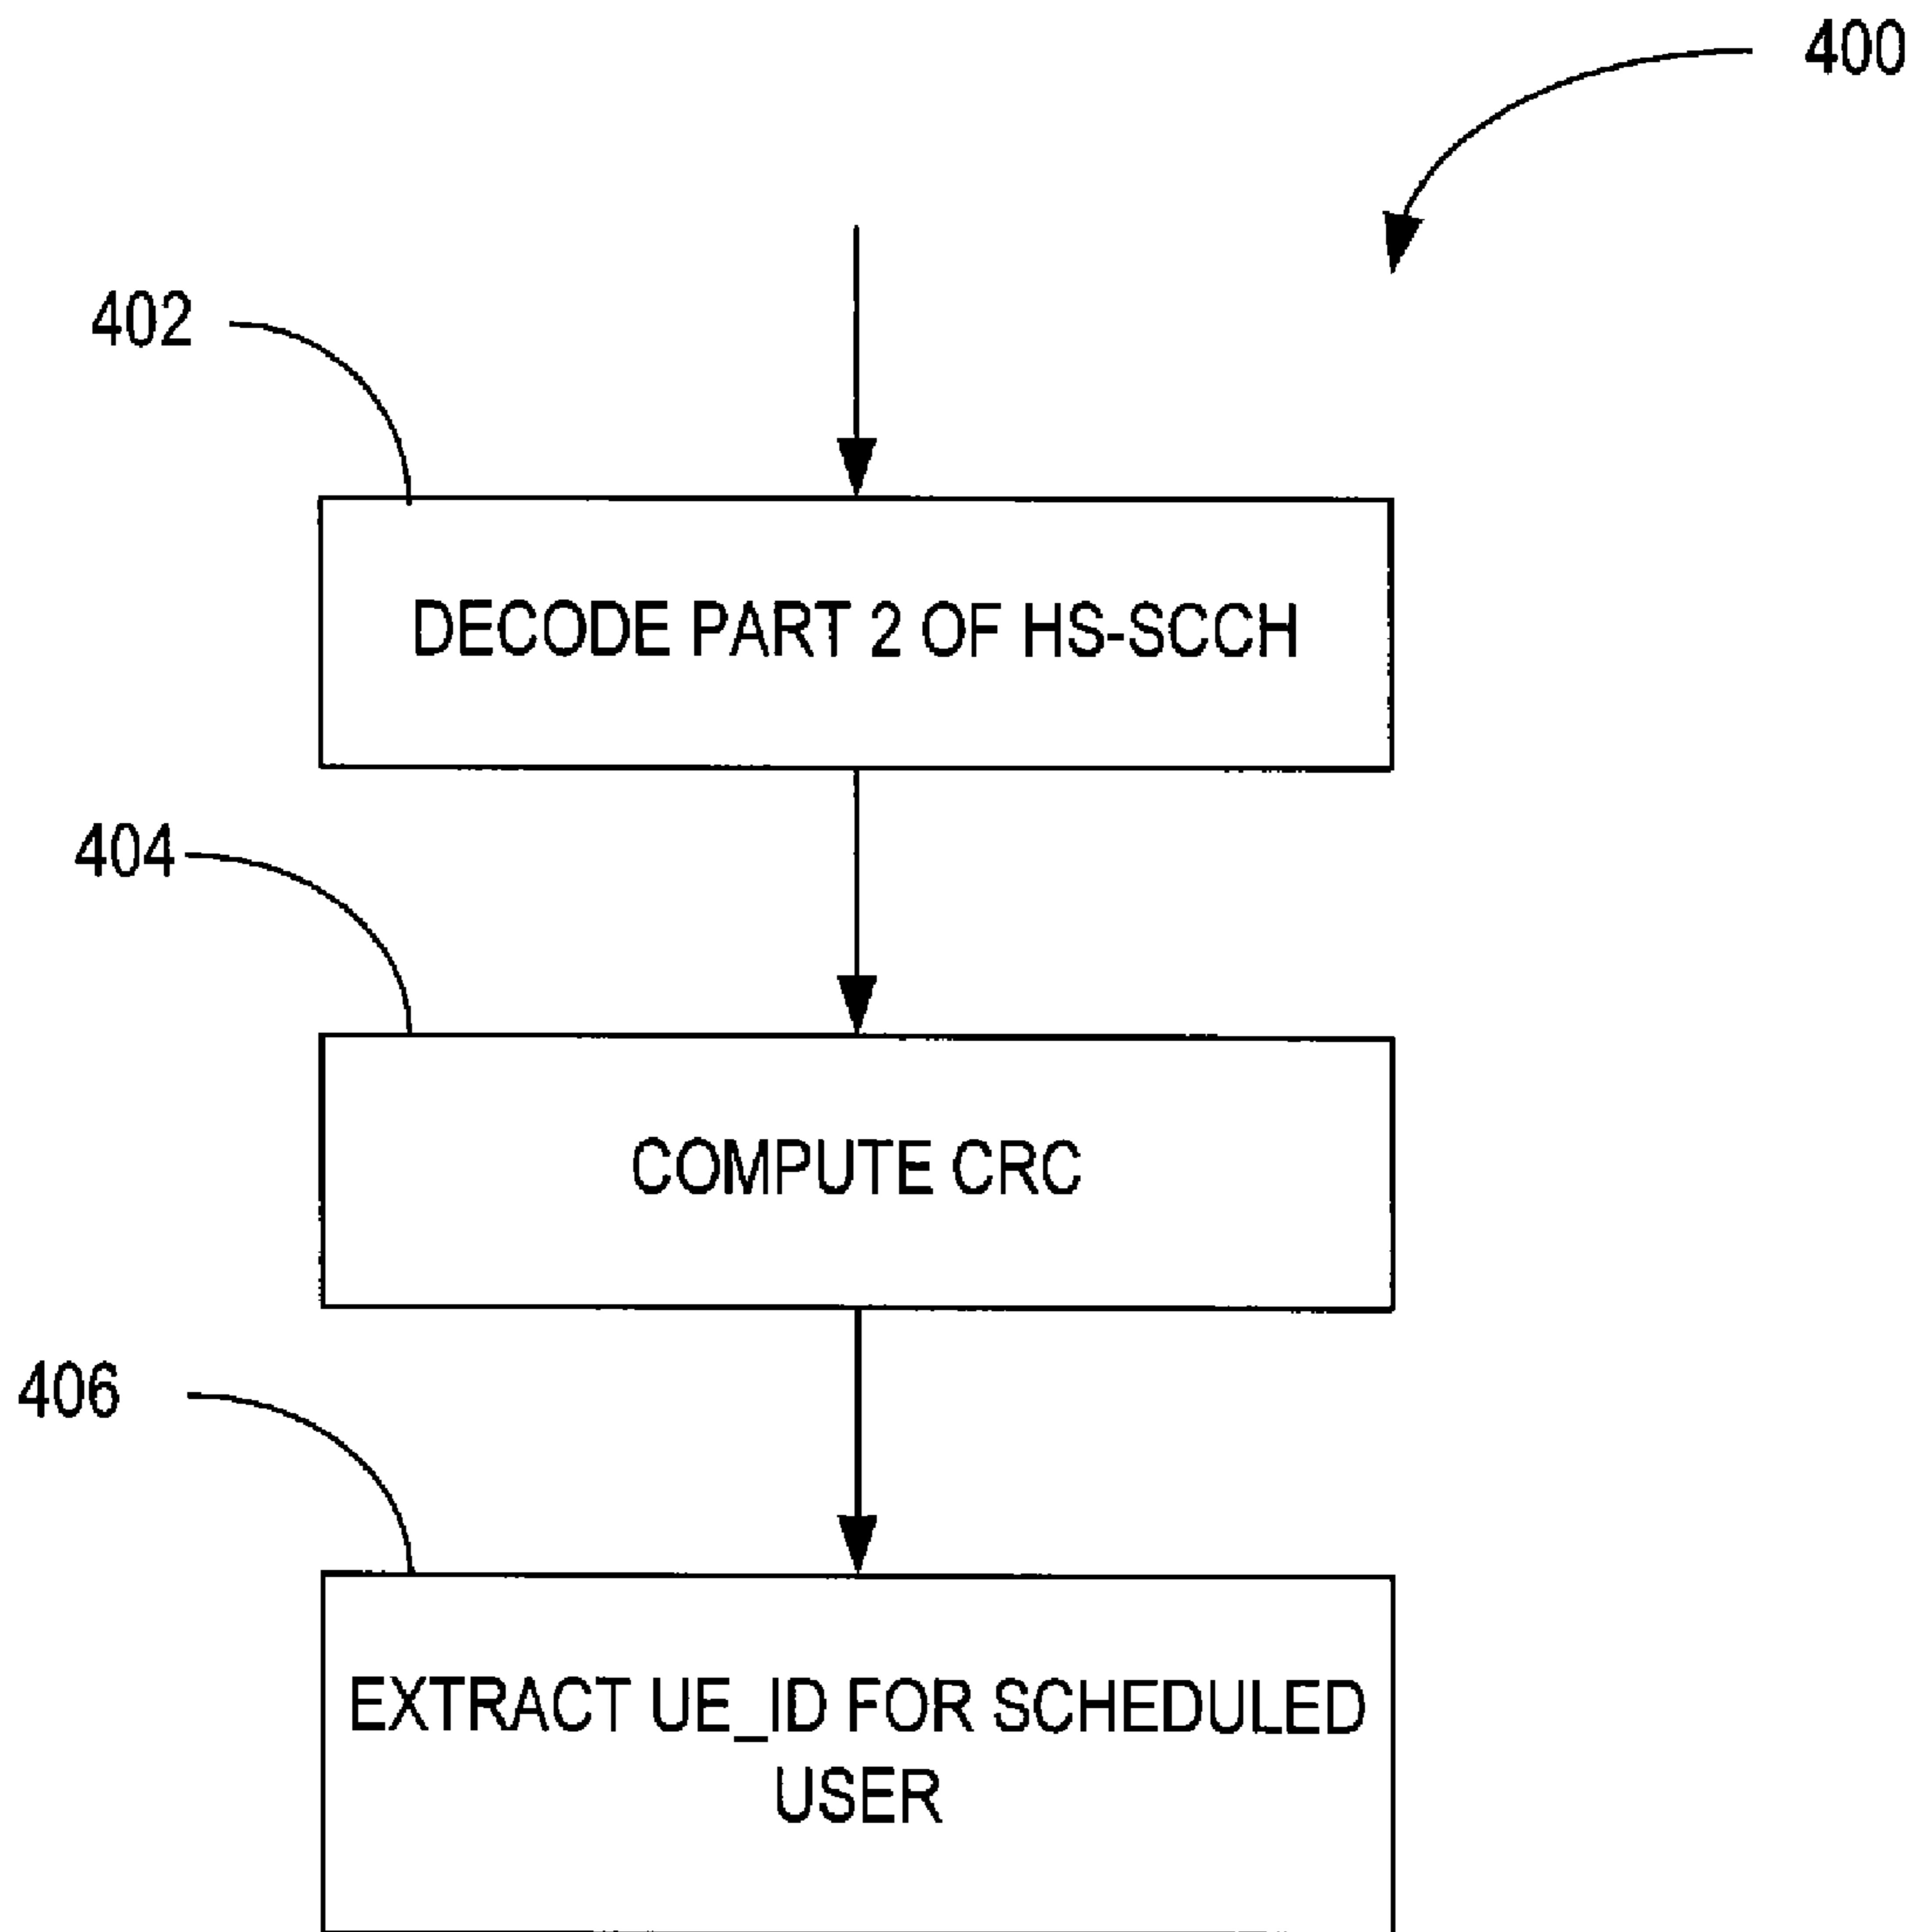 400
402
DECODE PART 2 OF HS-SCCH
404
COMPUTE CRC
406
EXTRACT UE_ID FOR SCHEDULED
USER